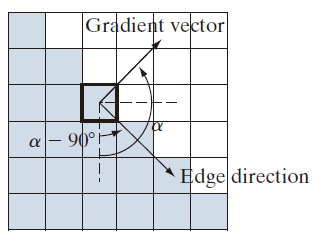 Gradient vector
α
α − 90°
Edge direction